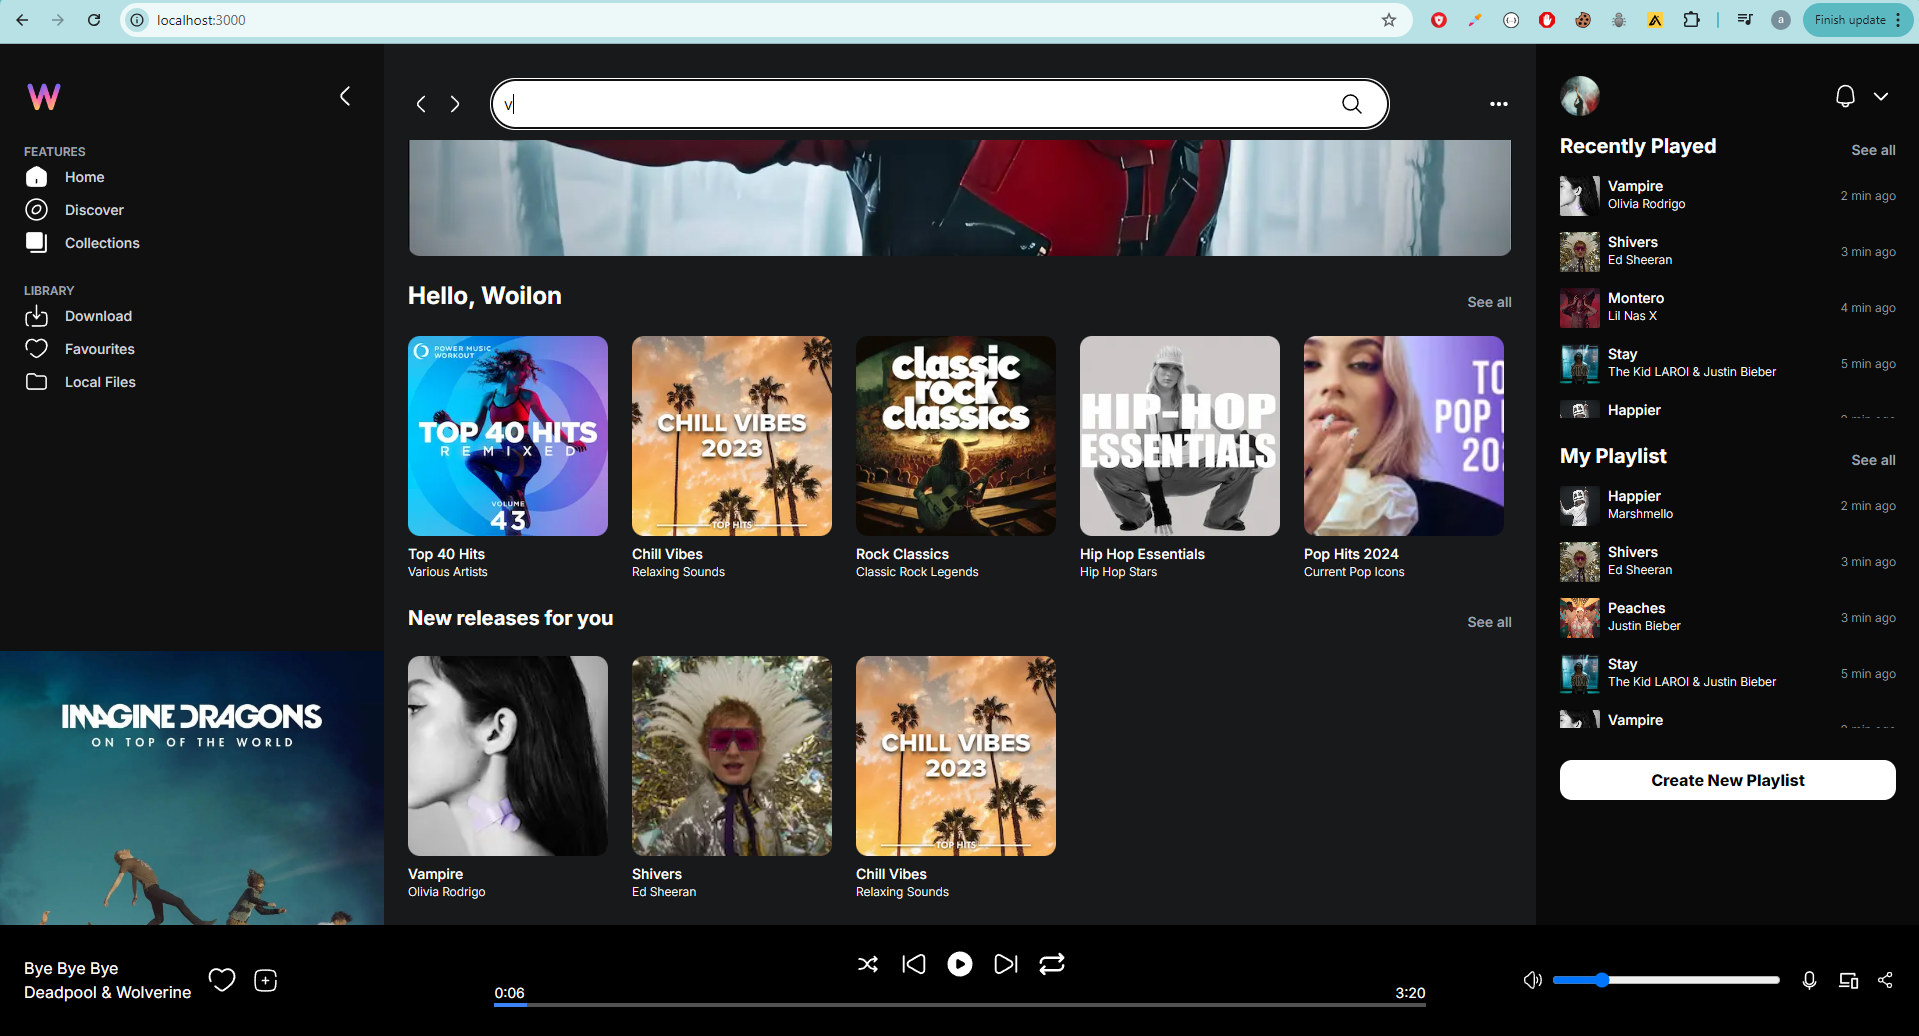 localhost:3000
a
Finish update
W
v
FEATURES
Home
Discover
Collections
LIBRARY
Download
Favourites
Local Files
IMAGINE DRAGONS
ON TOP OF THE WORLD
Hello, Woilon
See all
POWER MUSIC
WORKOUT
TOP 40 HITS
REMIXED
VOLUME
43
CHILL VIBES
2023
TOP HITS
classic
rock
classics
HIP-HOP
ESSENTIALS
TO
POP
202
Top 40 Hits
Various Artists
Chill Vibes
Relaxing Sounds
Rock Classics
Classic Rock Legends
Hip Hop Essentials
Hip Hop Stars
Pop Hits 2024
Current Pop Icons
New releases for you
See all
CHILL VIBES
2023
TOP HITS
Vampire
Olivia Rodrigo
Shivers
Ed Sheeran
Chill Vibes
Relaxing Sounds
Recently Played
See all
Vampire
Olivia Rodrigo
2 min ago
Shivers
Ed Sheeran
3 min ago
Montero
Lil Nas X
4 min ago
Stay
The Kid LAROI & Justin Bieber
5 min ago
Happier
My Playlist
See all
Happier
Marshmello
2 min ago
Shivers
Ed Sheeran
3 min ago
Peaches
Justin Bieber
3 min ago
Stay
The Kid LAROI & Justin Bieber
5 min ago
Vampire
Create New Playlist
Bye Bye Bye
Deadpool & Wolverine
0:06
3:20